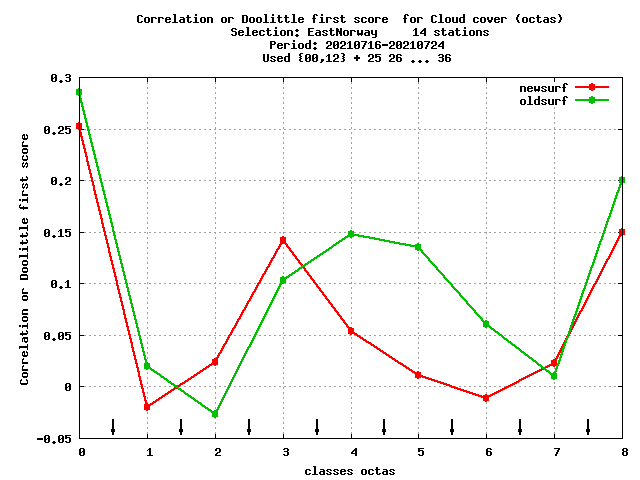 Correlation or Doolittle first score  for Cloud cover (octas)
Selection: EastNorway     14 stations
Period: 20210716-20210724
Used {00,12} + 25 26 ... 36
newsurf
oldsurf
Correlation or Doolittle first score
0.3
0.25
0.2
0.15
0.1
0.05
0
-0.05
0 1 2 3 4 5 6 7 8
classes octas